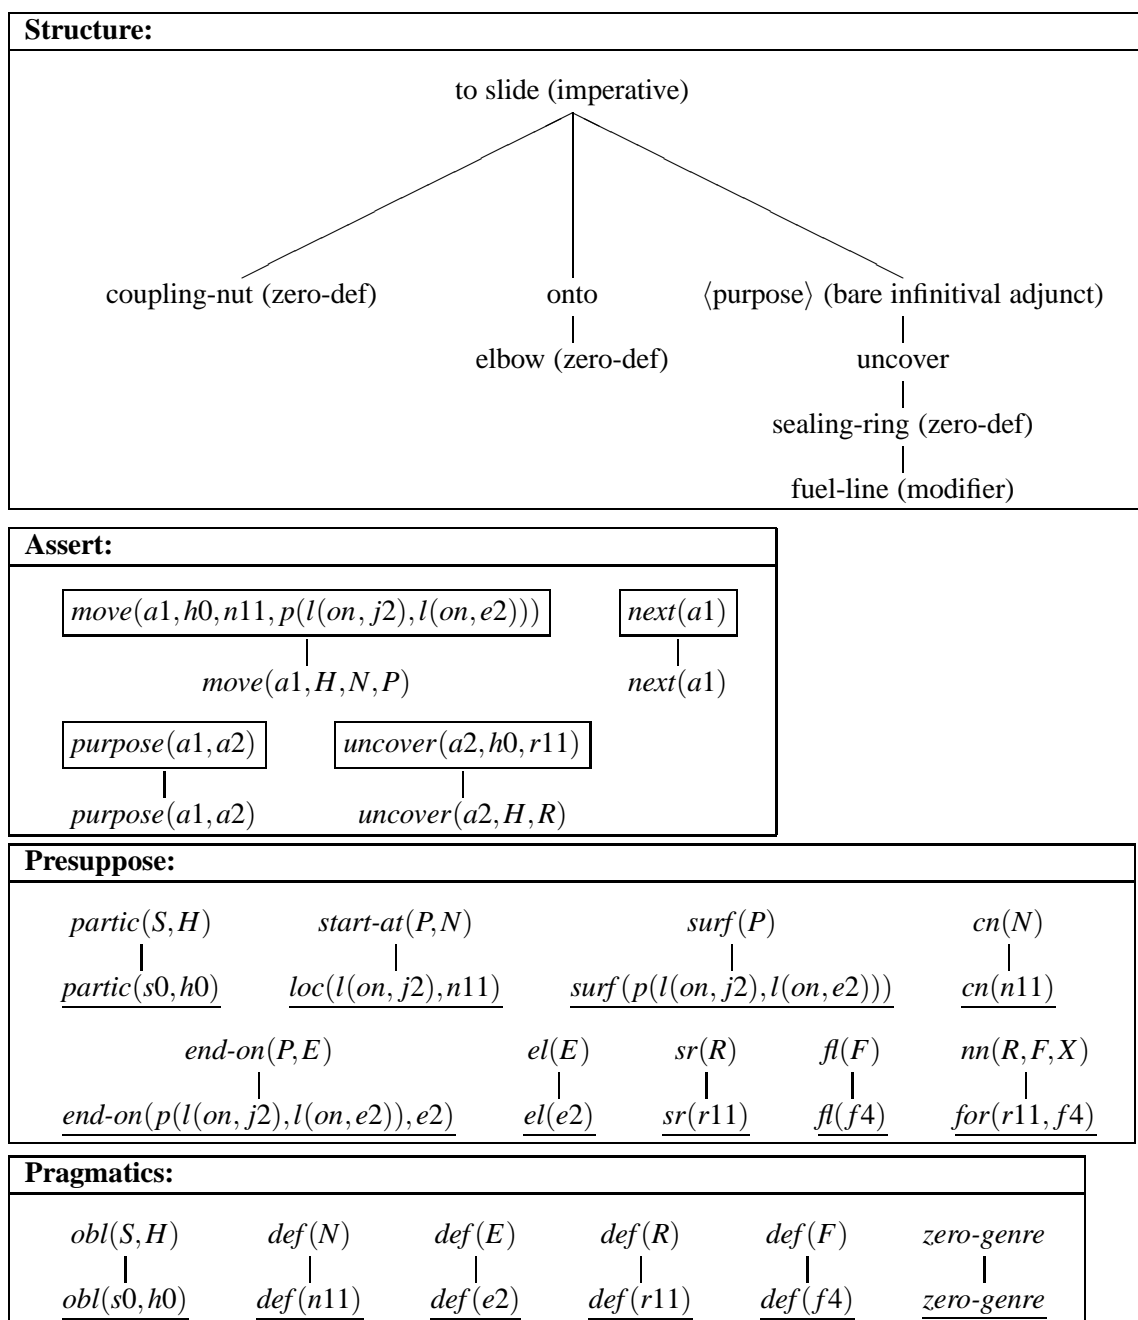 Structure:
to slide (imperative)
coupling-nut (zero-def) onto ⟨purpose⟩ (bare infinitival adjunct)
elbow (zero-def) uncover
sealing-ring (zero-def)
fuel-line (modifier)
Assert:
move(a1,h0,n11,p(l(on,j2),l(on,e2))) next(a1)
move(a1,H,N,P) next(a1)
purpose(a1,a2) uncover(a2,h0,r11)
purpose(a1,a2) uncover(a2,H,R)
Presuppose:
partic(S,H) start-at(P,N) surf(P) cn(N)
partic(s0,h0) loc(l(on,j2),n11) surf(p(l(on,j2),l(on,e2))) cn(n11)
end-on(P,E) el(E) sr(R) fl(F) nn(R,F,X)
end-on(p(l(on,j2),l(on,e2)),e2) el(e2) sr(r11) fl(f4) for(r11,f4)
Pragmatics:
obl(S,H) def(N) def(E) def(R) def(F) zero-genre
obl(s0,h0) def(n11) def(e2) def(r11) def(f4) zero-genre